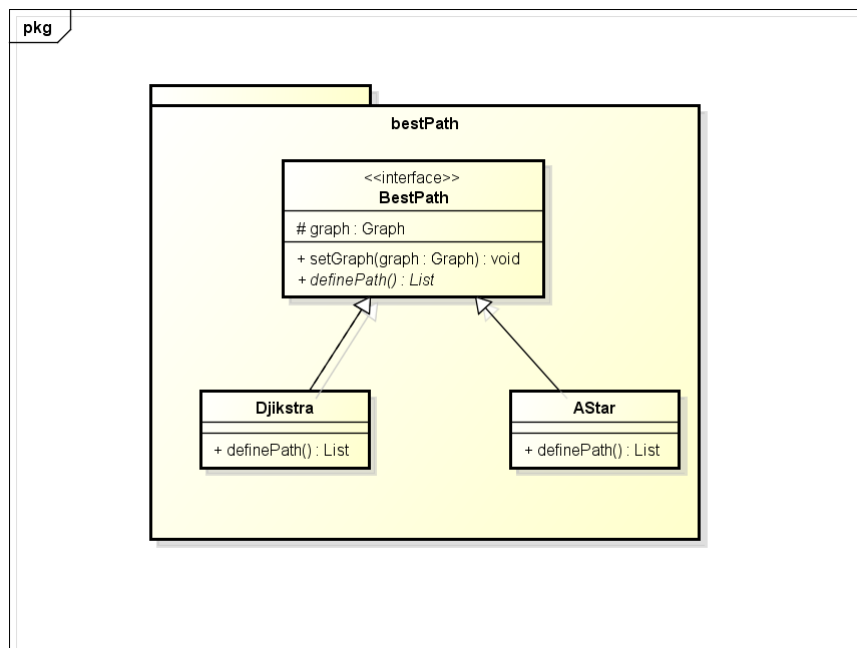 pkg
bestPath
<<interface>>
BestPath
# graph : Graph
+ setGraph(graph : Graph) : void
+ definePath() : List
Djikstra
+ definePath() : List
AStar
+ definePath() : List